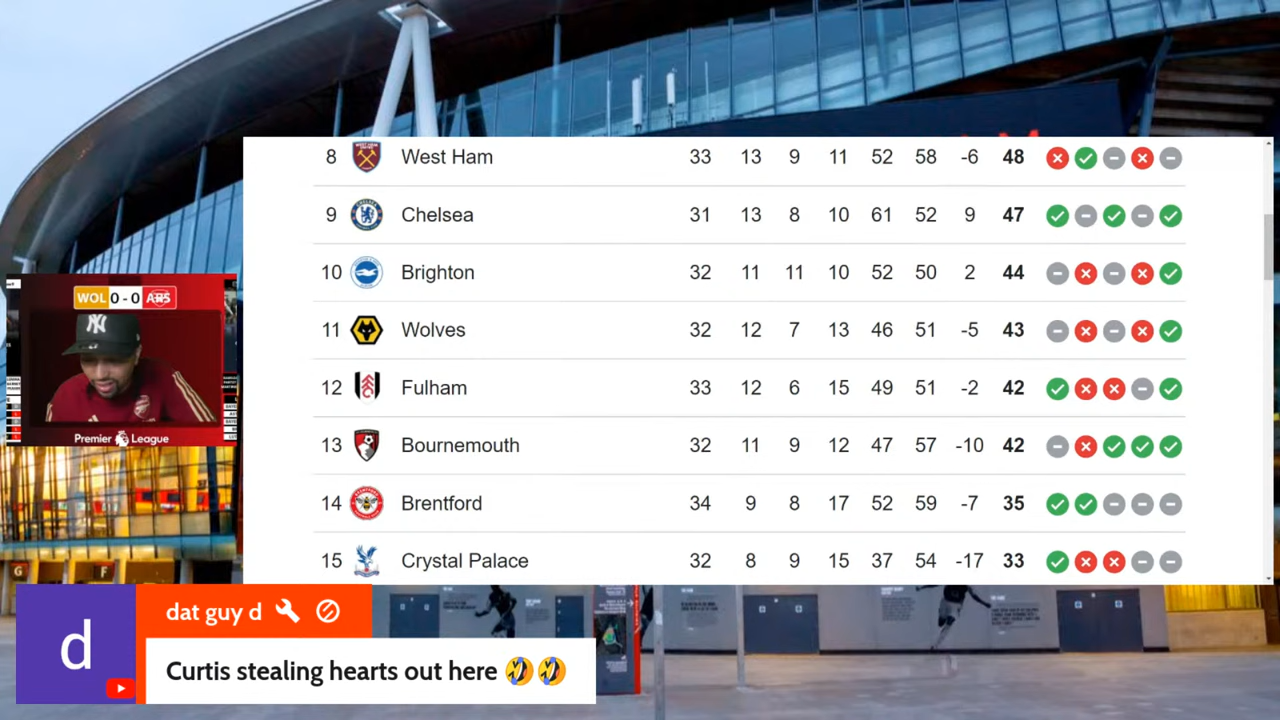 8 West Ham 33 13 9 11 52 58 -6 48
9 Chelsea 31 13 8 10 61 52 9 47
10 Brighton 32 11 11 10 52 50 2 44
11 Wolves 32 12 7 13 46 51 -5 43
12 Fulham 33 12 6 15 49 51 -2 42
13 Bournemouth 32 11 9 12 47 57 -10 42
14 Brentford 34 9 8 17 52 59 -7 35
15 Crystal Palace 32 8 9 15 37 54 -17 33
WOL 0 - 0 ARS
NY
Premier League
G F
d dat guy d
Curtis stealing hearts out here 🤣🤣